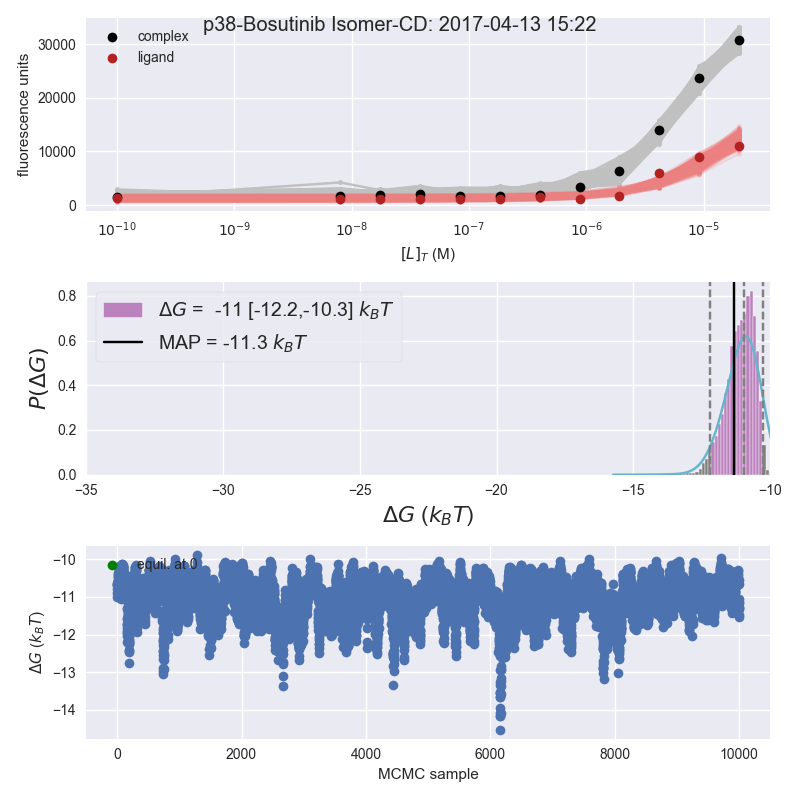 p38-Bosutinib Isomer-CD: 2017-04-13 15:22
complex
ligand
fluorescence units
30000
20000
10000
0
10⁻¹⁰ 10⁻⁹ 10⁻⁸ 10⁻⁷ 10⁻⁶ 10⁻⁵
[L]_T (M)
ΔG = -11 [-12.2,-10.3] k_BT
MAP = -11.3 k_BT
P(ΔG)
0.8
0.6
0.4
0.2
0.0
−35 −30 −25 −20 −15 −10
ΔG (k_BT)
equil. at 0
ΔG (k_BT)
−10
−11
−12
−13
−14
0 2000 4000 6000 8000 10000
MCMC sample